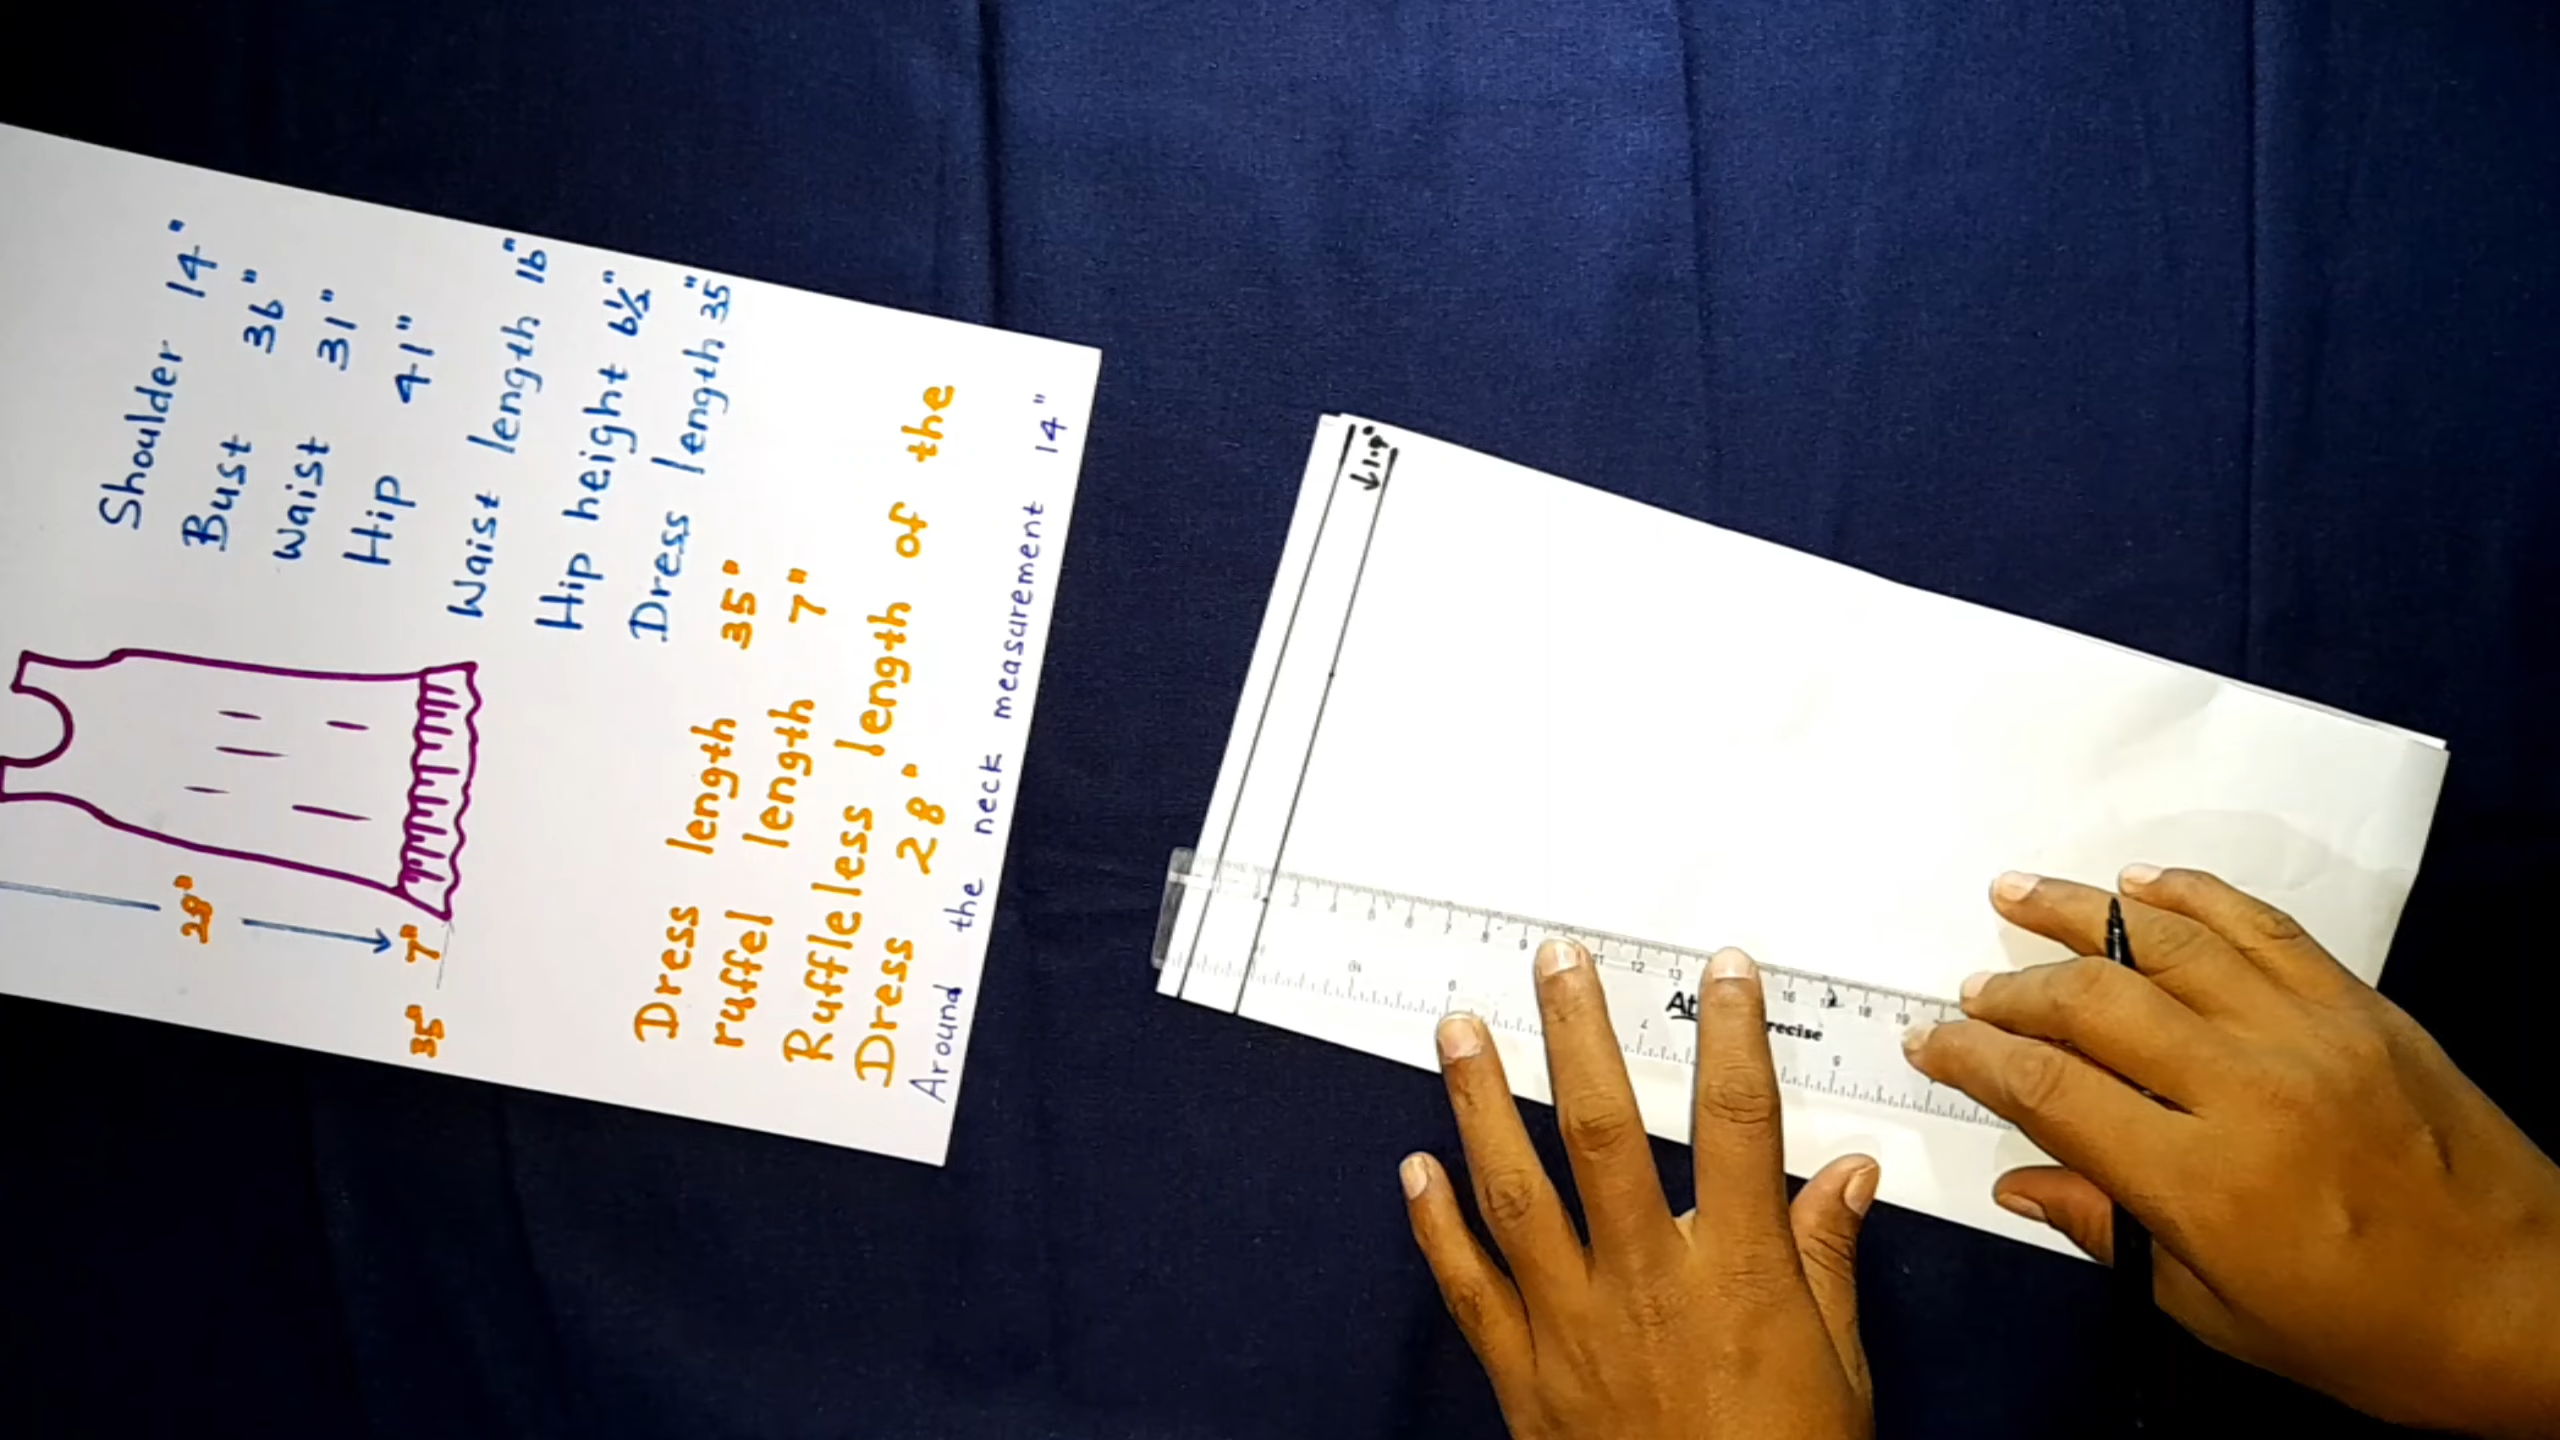 Shoulder 14"
Bust 36"
Waist 31"
Hip 41"
Waist length 16"
Hip height 6½"
Dress length 35"
Dress length 35"
ruffel length 7"
Ruffleless length of the
Dress 28"
Around the neck measurement 14"
28"
7"
35"